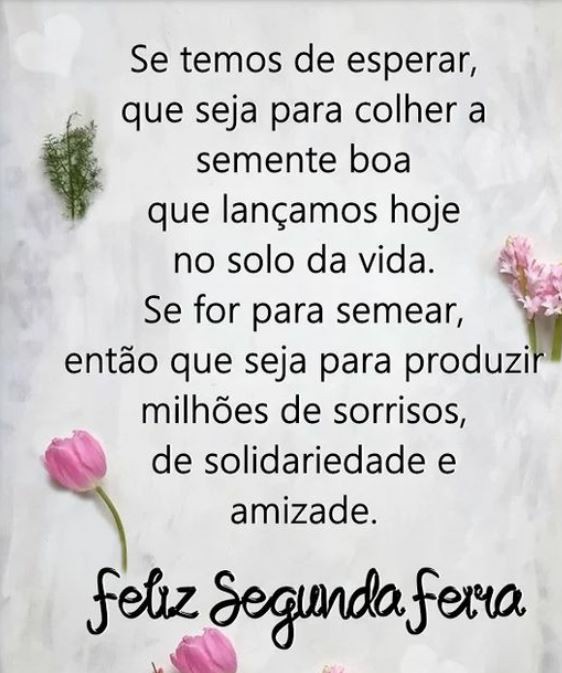 Se temos de esperar,
que seja para colher a
semente boa
que lançamos hoje
no solo da vida.
Se for para semear,
então que seja para produzir
milhões de sorrisos,
de solidariedade e
amizade.
feliz Segunda feira